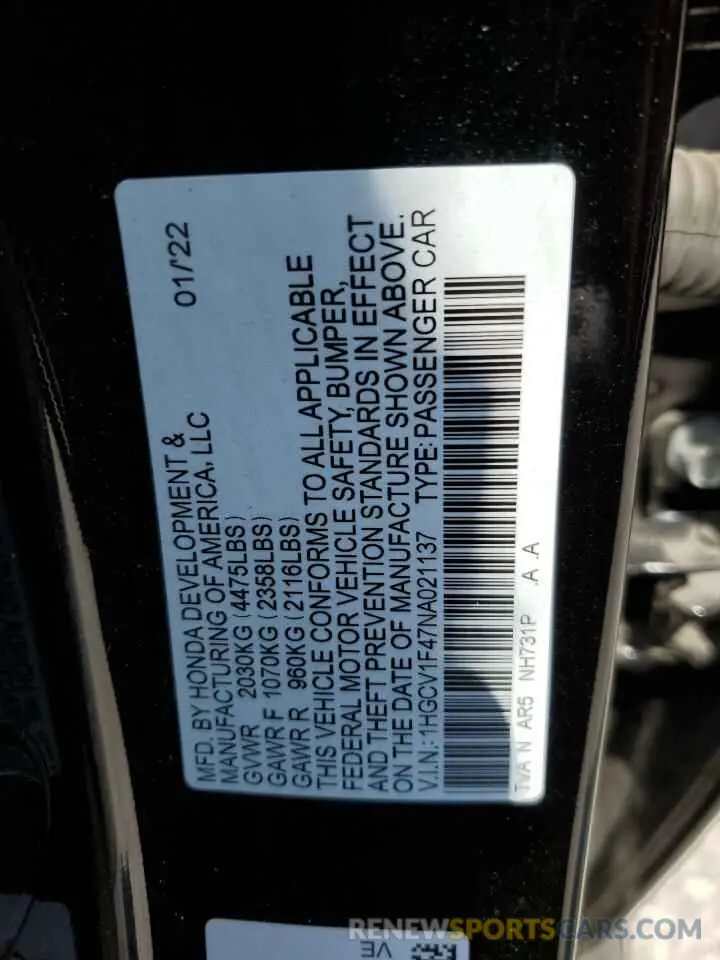 MFD. BY HONDA DEVELOPMENT & 01/'22
MANUFACTURING OF AMERICA, LLC
GVWR 2030KG (4475LBS)
GAWR F 1070KG (2358LBS)
GAWR R 960KG (2116LBS)
THIS VEHICLE CONFORMS TO ALL APPLICABLE
FEDERAL MOTOR VEHICLE SAFETY, BUMPER,
AND THEFT PREVENTION STANDARDS IN EFFECT
ON THE DATE OF MANUFACTURE SHOWN ABOVE.
V.I.N.: 1HGCV1F47NA021137 TYPE: PASSENGER CAR
TVA N AR5 NH731P .A .A
VE
RENEWSPORTSCARS.COM